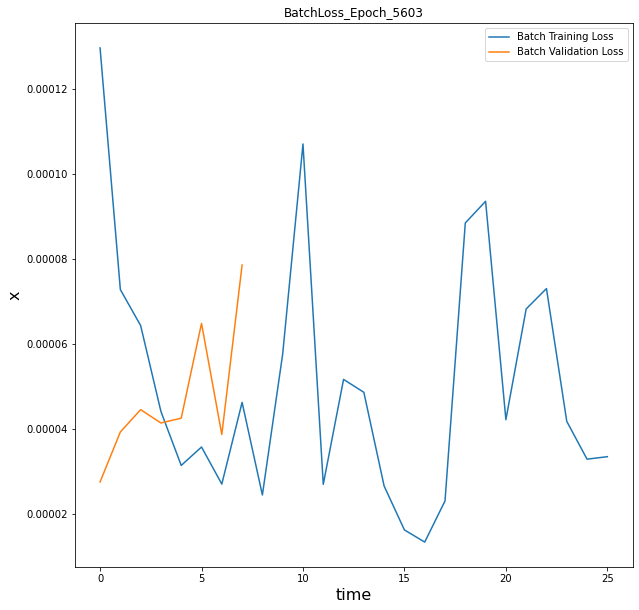 BatchLoss_Epoch_5603
Batch Training Loss
Batch Validation Loss
0.00012
0.00010
0.00008
0.00006
0.00004
0.00002
x
0 5 10 15 20 25
time